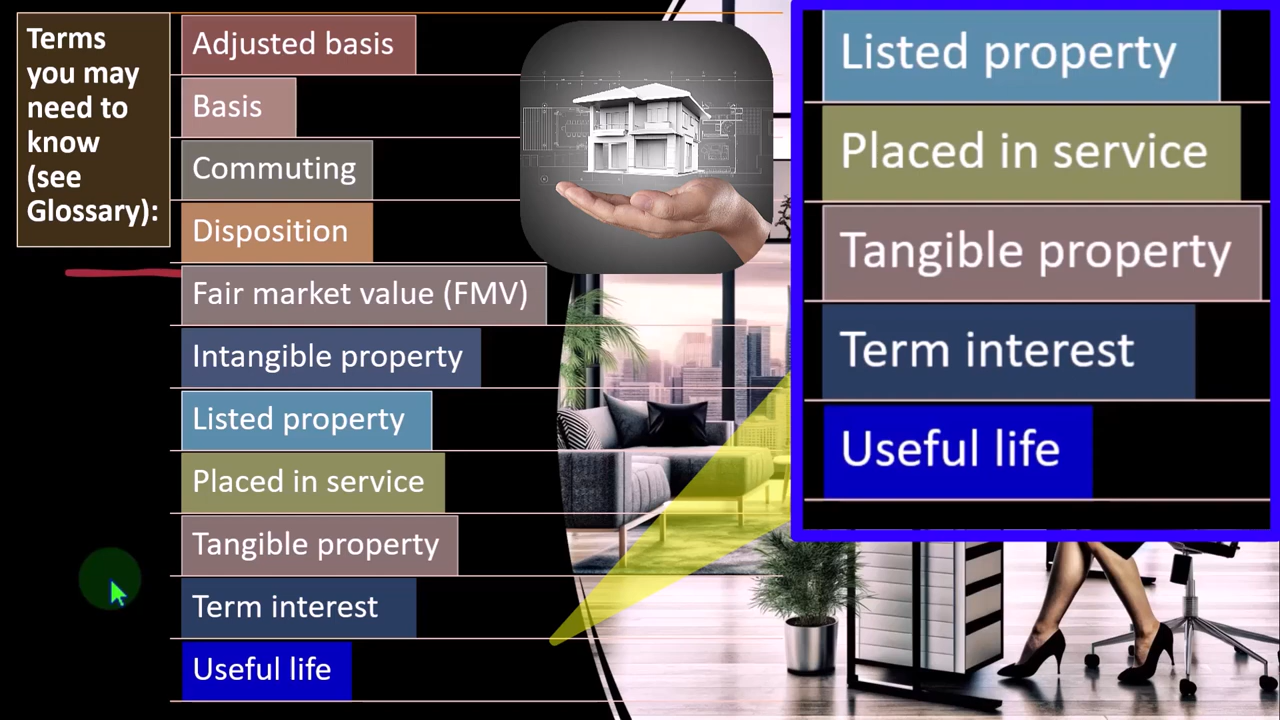 Terms
you may
need to
know
(see
Glossary):
Adjusted basis
Basis
Commuting
Disposition
Fair market value (FMV)
Intangible property
Listed property
Placed in service
Tangible property
Term interest
Useful life
Listed property
Placed in service
Tangible property
Term interest
Useful life